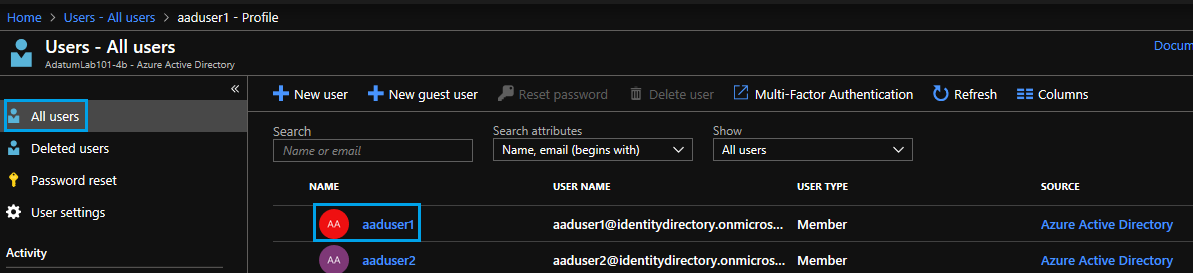 Home > Users - All users > aaduser1 - Profile
Users - All users
AdatumLab101-4b - Azure Active Directory
Docum
«
All users
Deleted users
Password reset
User settings
Activity
New user New guest user Reset password Delete user Multi-Factor Authentication Refresh Columns
Search Search attributes Show
Name or email Name, email (begins with) All users
NAME USER NAME USER TYPE SOURCE
AA aaduser1 aaduser1@identitydirectory.onmicros... Member Azure Active Directory
AA aaduser2 aaduser2@identitydirectory.onmicros... Member Azure Active Directory